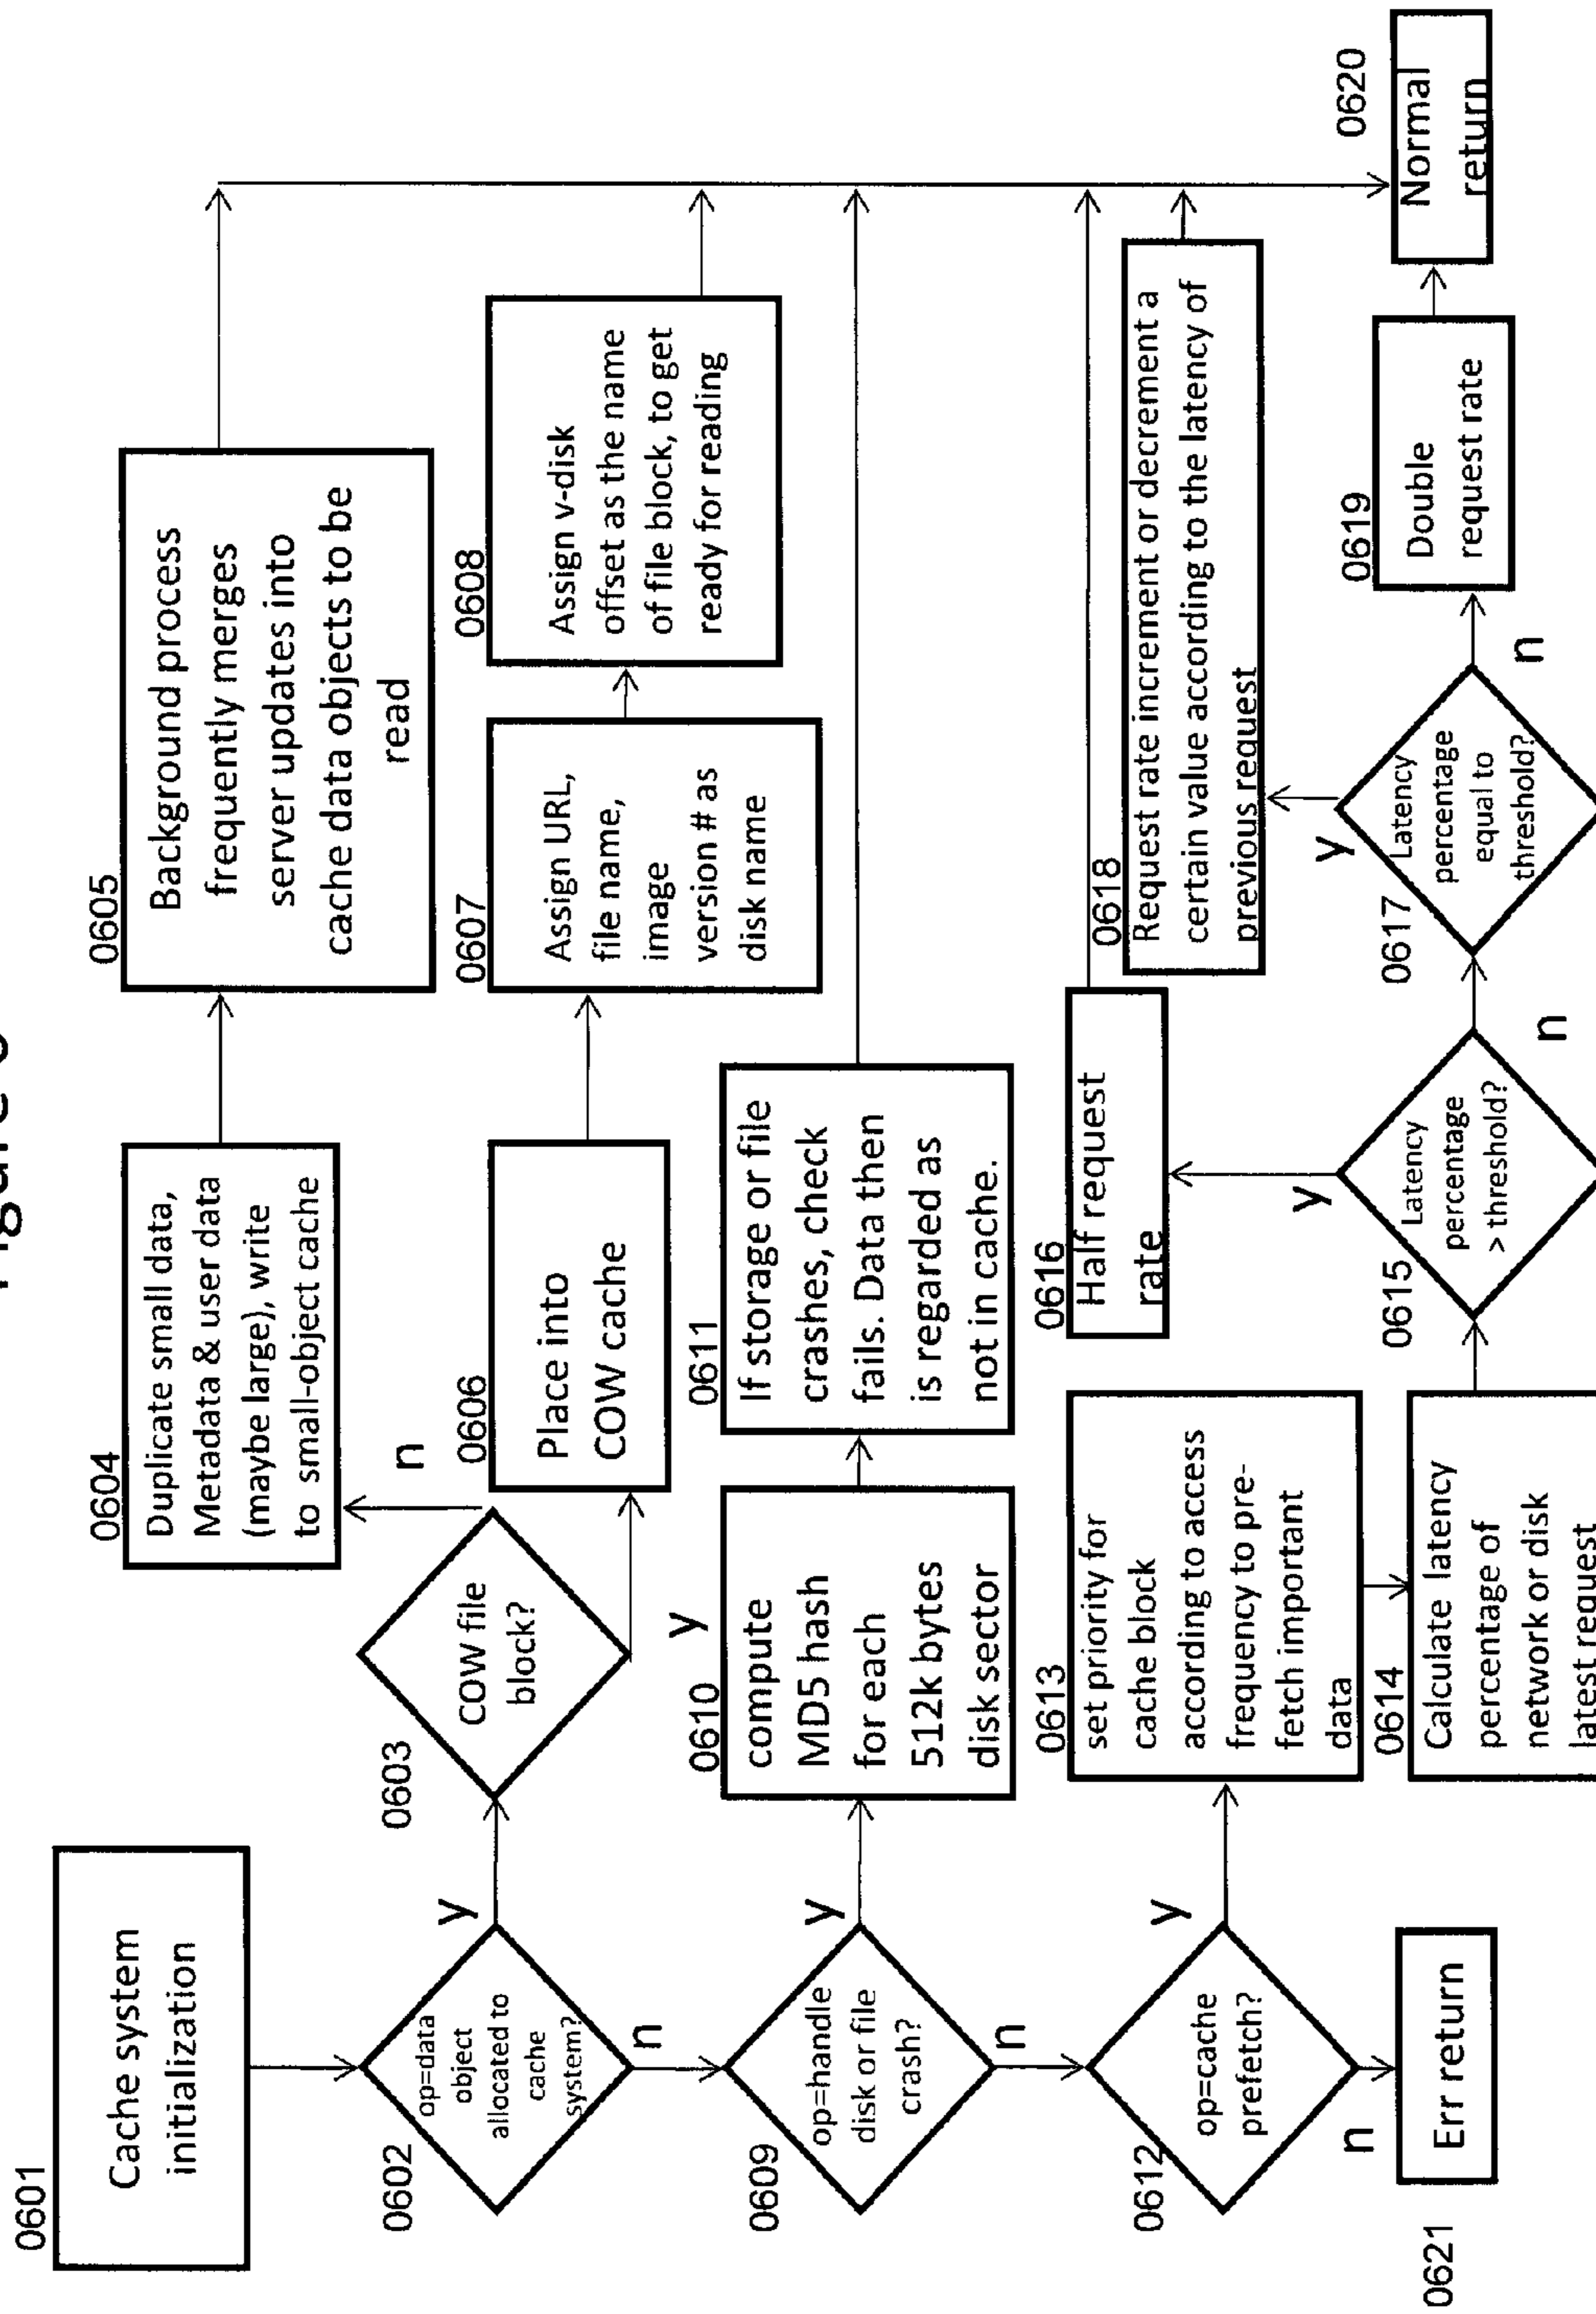 0601
Cache system
initialization
0602
op=data
object
allocated to
cache
system?
y
n
0603
COW file
block?
n
y
0604
Duplicate small data,
Metadata & user data
(maybe large), write
to small-object cache
0605
Background process
frequently merges
server updates into
cache data objects to be
read
0606
Place into
COW cache
0607
Assign URL,
file name,
image
version # as
disk name
0608
Assign v-disk
offset as the name
of file block, to get
ready for reading
0609
op=handle
disk or file
crash?
y
n
0610
compute
MD5 hash
for each
512k bytes
disk sector
0611
If storage or file
crashes, check
fails. Data then
is regarded as
not in cache.
0612
op=cache
prefetch?
y
n
0613
set priority for
cache block
according to access
frequency to pre-
fetch important
data
0614
Calculate latency
percentage of
network or disk
latest request
0615
Latency
percentage
> threshold?
y
n
0616
Half request
rate
0617
Latency
percentage
equal to
threshold?
y
n
0618
Request rate increment or decrement a
certain value according to the latency of
previous request
0619
Double
request rate
0620
Normal
return
0621
Err return